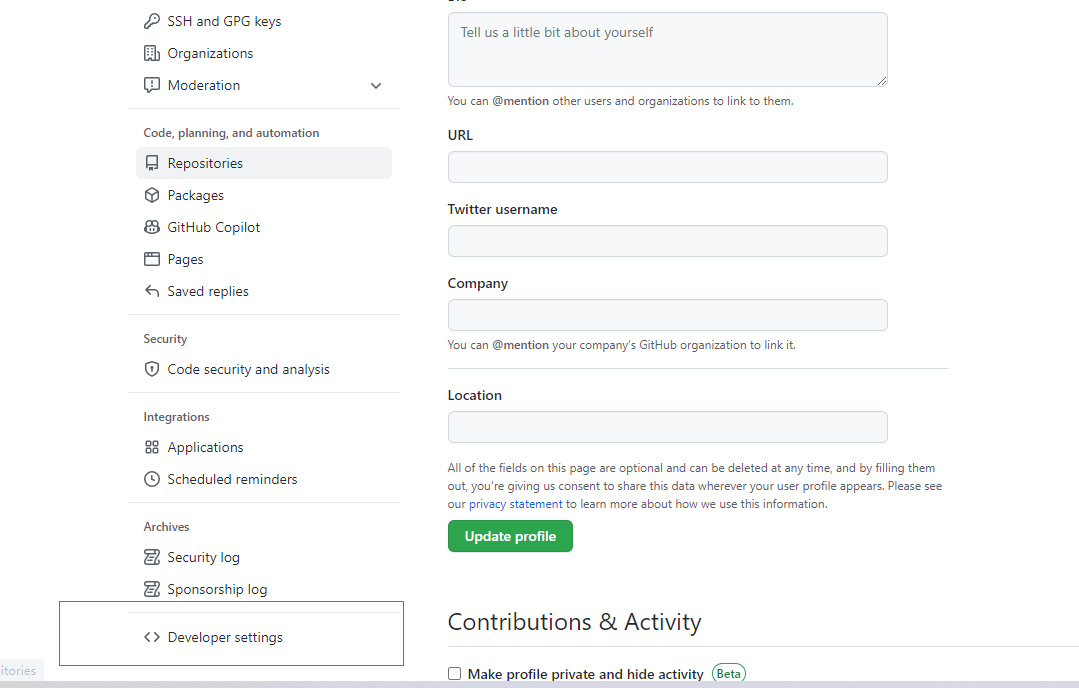 SSH and GPG keys
Organizations
Moderation
Code, planning, and automation
Repositories
Packages
GitHub Copilot
Pages
Saved replies
Security
Code security and analysis
Integrations
Applications
Scheduled reminders
Archives
Security log
Sponsorship log
Developer settings
itories
Tell us a little bit about yourself
You can @mention other users and organizations to link to them.
URL
Twitter username
Company
You can @mention your company's GitHub organization to link it.
Location
All of the fields on this page are optional and can be deleted at any time, and by filling them
out, you're giving us consent to share this data wherever your user profile appears. Please see
our privacy statement to learn more about how we use this information.
Update profile
Contributions & Activity
Make profile private and hide activity Beta